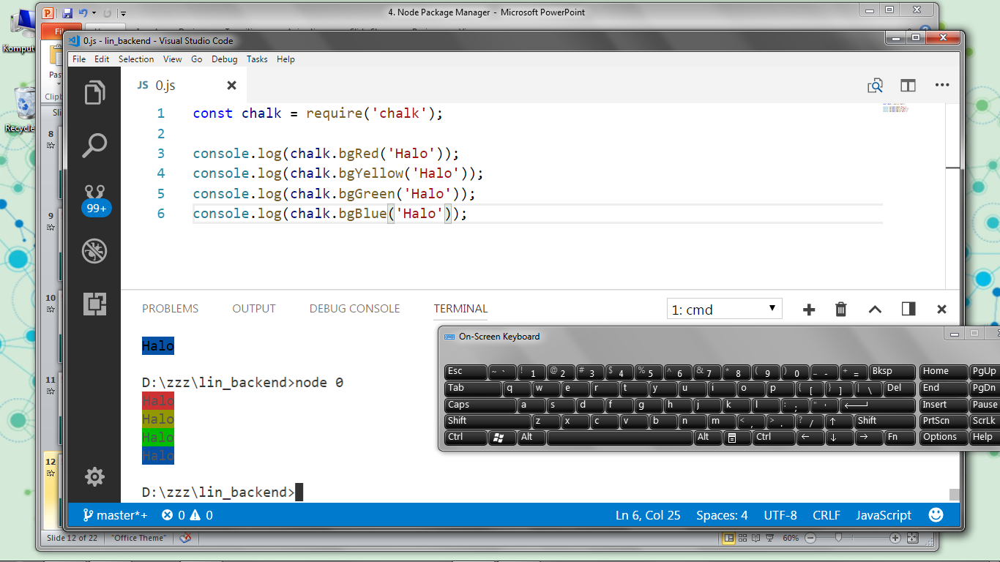 4. Node Package Manager - Microsoft PowerPoint
0.js - lin_backend - Visual Studio Code
File Edit Selection View Go Debug Tasks Help
JS 0.js
1 const chalk = require('chalk');
2
3 console.log(chalk.bgRed('Halo'));
4 console.log(chalk.bgYellow('Halo'));
5 console.log(chalk.bgGreen('Halo'));
6 console.log(chalk.bgBlue('Halo'));
99+
8
9
10
11
12
PROBLEMS OUTPUT DEBUG CONSOLE TERMINAL 1: cmd
Halo
D:\zzz\lin_backend>node 0
Halo
Halo
Halo
Halo
D:\zzz\lin_backend>
On-Screen Keyboard
Esc ~ ` ! 1 @ 2 # 3 $ 4 % 5 ^ 6 & 7 * 8 ( 9 ) 0 _ - + = Bksp Home PgUp
Tab q w e r t y u i o p { [ } ] | \ Del End PgDn
Caps a s d f g h j k l : ; " ' Insert Pause
Shift z x c v b n m < , > . ? / ↑ Shift PrtScn ScrLk
Ctrl Alt Alt Ctrl ← ↓ → Fn Options Help
master*+ 0 0 Ln 6, Col 25 Spaces: 4 UTF-8 CRLF JavaScript
Slide 12 of 22 "Office Theme" 60%